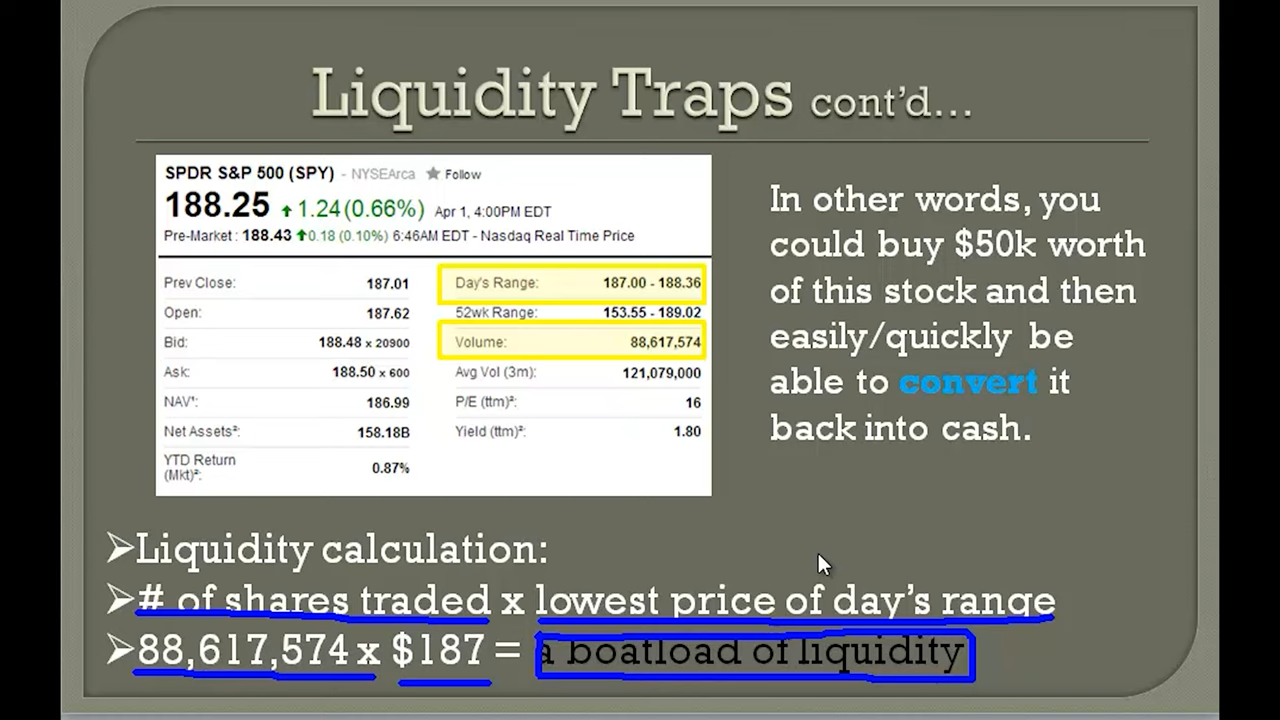 Liquidity Traps cont'd...
SPDR S&P 500 (SPY) - NYSEArca ★ Follow
188.25 1.24 (0.66%) Apr 1, 4:00PM EDT
Pre-Market : 188.43 0.18 (0.10%) 6:46AM EDT - Nasdaq Real Time Price
Prev Close: 187.01
Open: 187.62
Bid: 188.48 x 20900
Ask: 188.50 x 600
NAV¹: 186.99
Net Assets²: 158.18B
YTD Return
(Mkt)²: 0.87%
Day's Range: 187.00 - 188.36
52wk Range: 153.55 - 189.02
Volume: 88,617,574
Avg Vol (3m): 121,079,000
P/E (ttm)²: 16
Yield (ttm)²: 1.80
In other words, you
could buy $50k worth
of this stock and then
easily/quickly be
able to convert it
back into cash.
➢Liquidity calculation:
➢# of shares traded x lowest price of day's range
➢88,617,574 x $187 = a boatload of liquidity